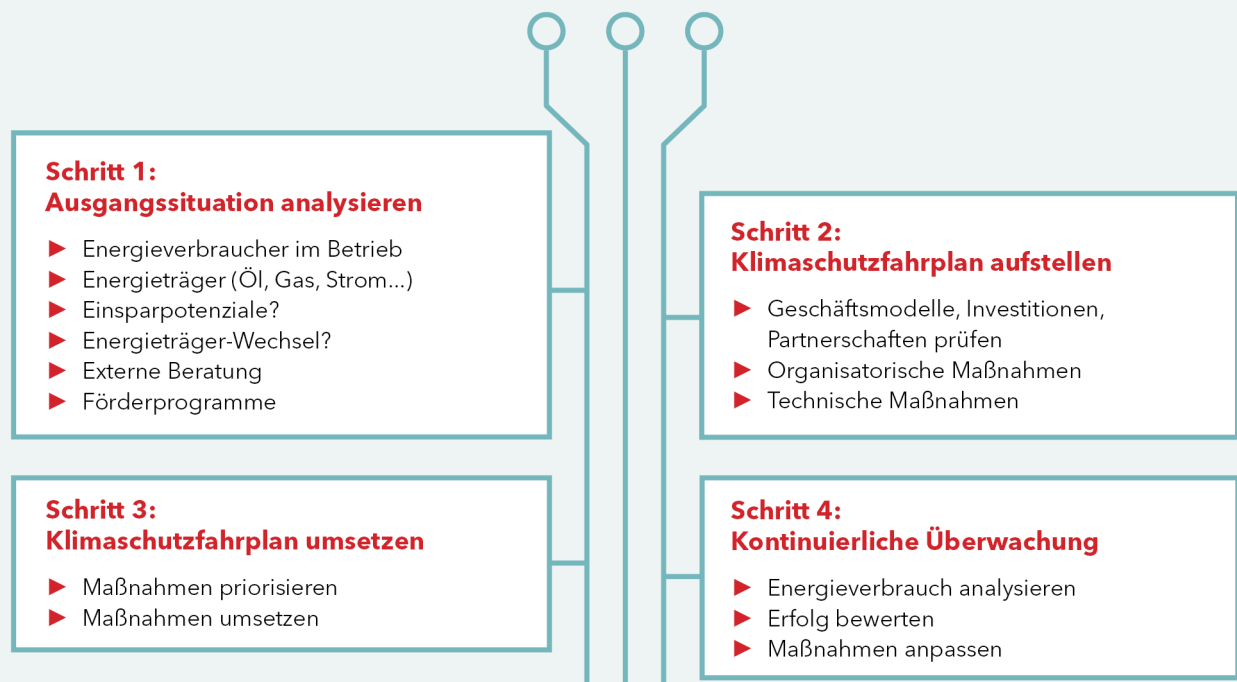 Schritt 1:
Ausgangssituation analysieren
► Energieverbraucher im Betrieb
► Energieträger (Öl, Gas, Strom...)
► Einsparpotenziale?
► Energieträger-Wechsel?
► Externe Beratung
► Förderprogramme
Schritt 2:
Klimaschutzfahrplan aufstellen
► Geschäftsmodelle, Investitionen,
Partnerschaften prüfen
► Organisatorische Maßnahmen
► Technische Maßnahmen
Schritt 3:
Klimaschutzfahrplan umsetzen
► Maßnahmen priorisieren
► Maßnahmen umsetzen
Schritt 4:
Kontinuierliche Überwachung
► Energieverbrauch analysieren
► Erfolg bewerten
► Maßnahmen anpassen